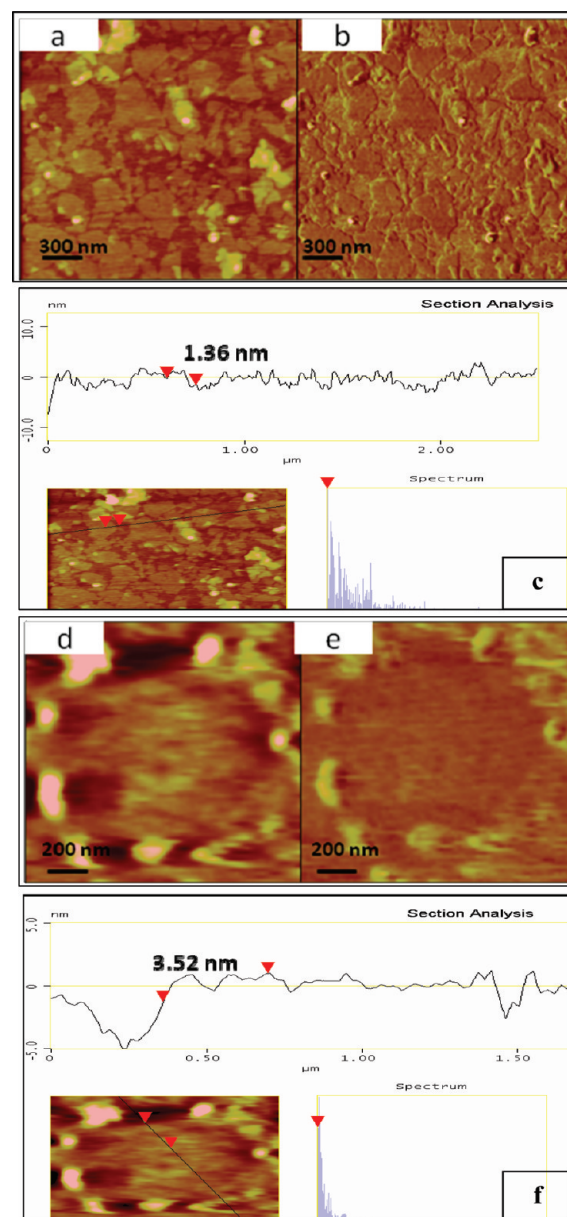 a
b
300 nm
300 nm
nm
Section Analysis
10.0
0
-10.0
1.36 nm
0
1.00
2.00
µm
Spectrum
c
d
e
200 nm
200 nm
nm
Section Analysis
5.0
0
-5.0
3.52 nm
0
0.50
1.00
1.50
µm
Spectrum
f